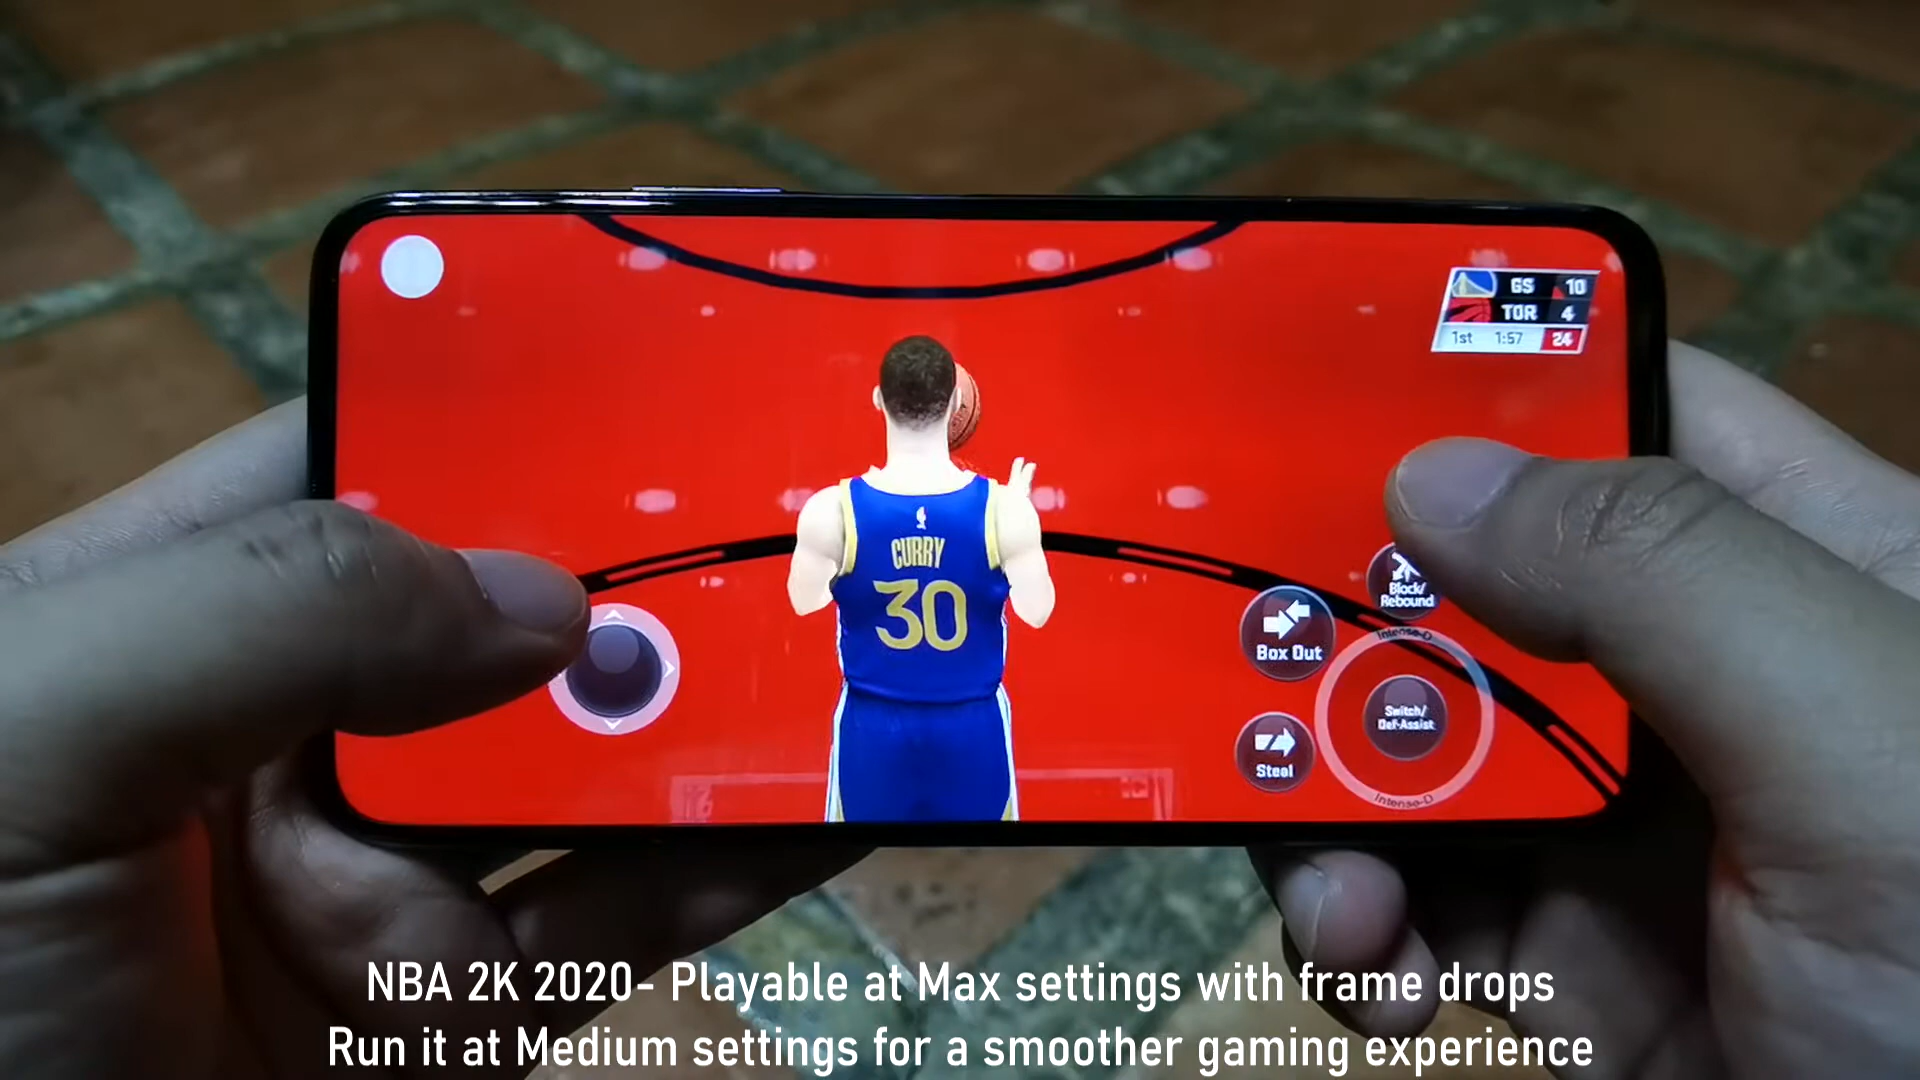 GS 10
TOR 4
1st 1:57 24
CURRY
30
Block/
Rebound
Box Out
Intense-D
Switch/
Def-Assist
Steal
Intense-D
NBA 2K 2020- Playable at Max settings with frame drops
Run it at Medium settings for a smoother gaming experience